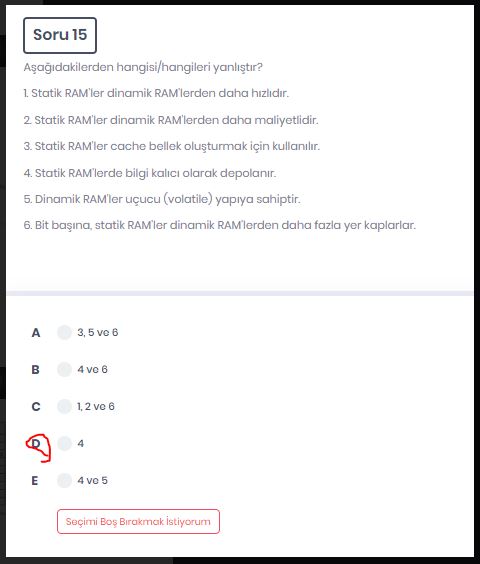 Soru 15
Aşağıdakilerden hangisi/hangileri yanlıştır?
1. Statik RAM'ler dinamik RAM'lerden daha hızlıdır.
2. Statik RAM'ler dinamik RAM'lerden daha maliyetlidir.
3. Statik RAM'ler cache bellek oluşturmak için kullanılır.
4. Statik RAM'lerde bilgi kalıcı olarak depolanır.
5. Dinamik RAM'ler uçucu (volatile) yapıya sahiptir.
6. Bit başına, statik RAM'ler dinamik RAM'lerden daha fazla yer kaplarlar.
A 3, 5 ve 6
B 4 ve 6
C 1, 2 ve 6
D 4
E 4 ve 5
Seçimi Boş Bırakmak İstiyorum